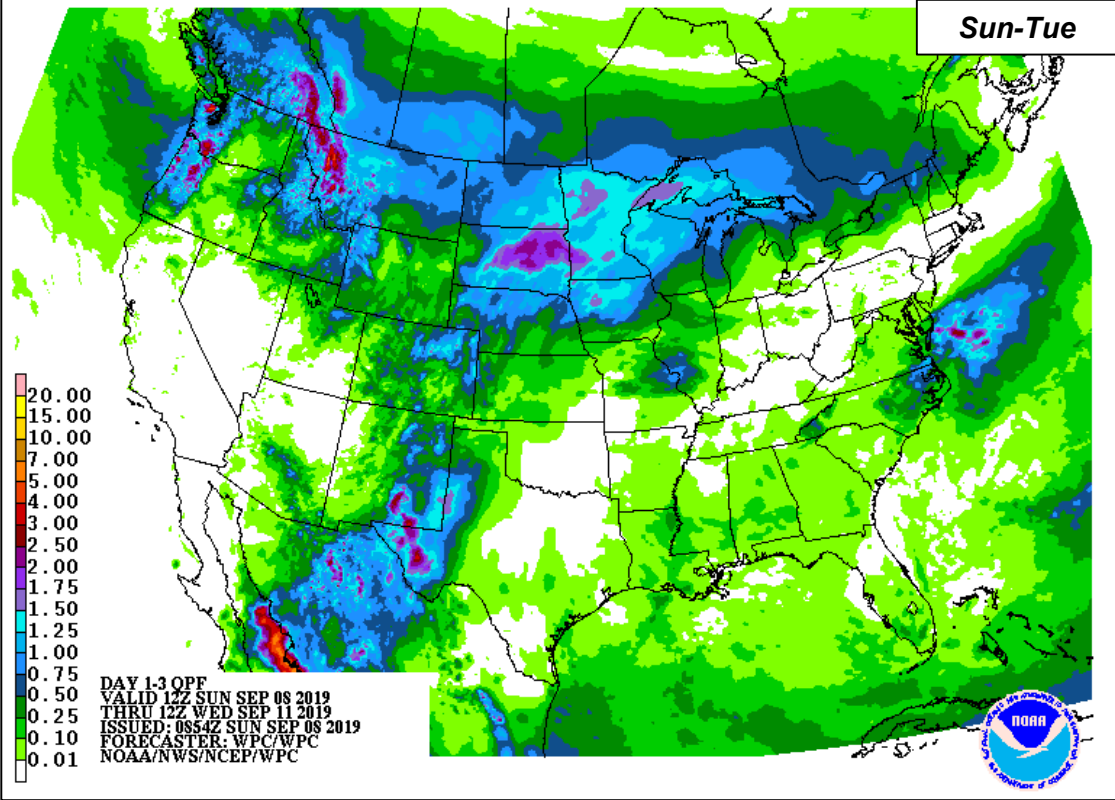 Sun-Tue
20.00
15.00
10.00
7.00
5.00
4.00
3.00
2.50
2.00
1.75
1.50
1.25
1.00
0.75
0.50
0.25
0.10
0.01
DAY 1-3 QPF
VALID 12Z SUN SEP 08 2019
THRU 12Z WED SEP 11 2019
ISSUED: 0854Z SUN SEP 08 2019
FORECASTER: WPC/WPC
NOAA/NWS/NCEP/WPC
NOAA